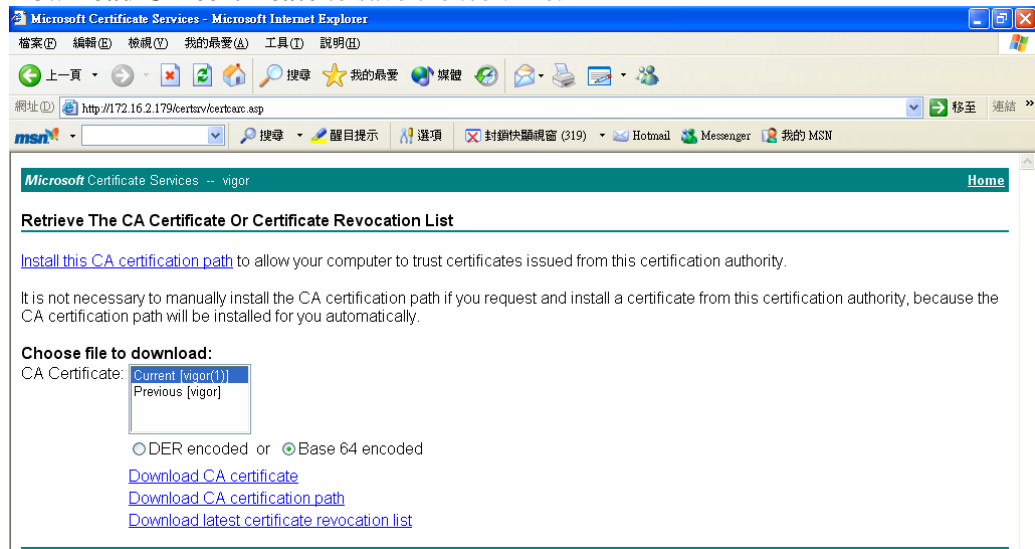 Microsoft Certificate Services - Microsoft Internet Explorer
檔案(F) 編輯(E) 檢視(V) 我的最愛(A) 工具(T) 說明(H)
上一頁 搜尋 我的最愛 媒體
網址(D) http://172.16.2.179/certsrv/certcarc.asp 移至 連結 »
msn 搜尋 醒目提示 選項 封鎖快顯視窗 (319) Hotmail Messenger 我的 MSN
Microsoft Certificate Services -- vigor Home
Retrieve The CA Certificate Or Certificate Revocation List
Install this CA certification path to allow your computer to trust certificates issued from this certification authority.
It is not necessary to manually install the CA certification path if you request and install a certificate from this certification authority, because the
CA certification path will be installed for you automatically.
Choose file to download:
CA Certificate: Current [vigor(1)]
Previous [vigor]
DER encoded or Base 64 encoded
Download CA certificate
Download CA certification path
Download latest certificate revocation list